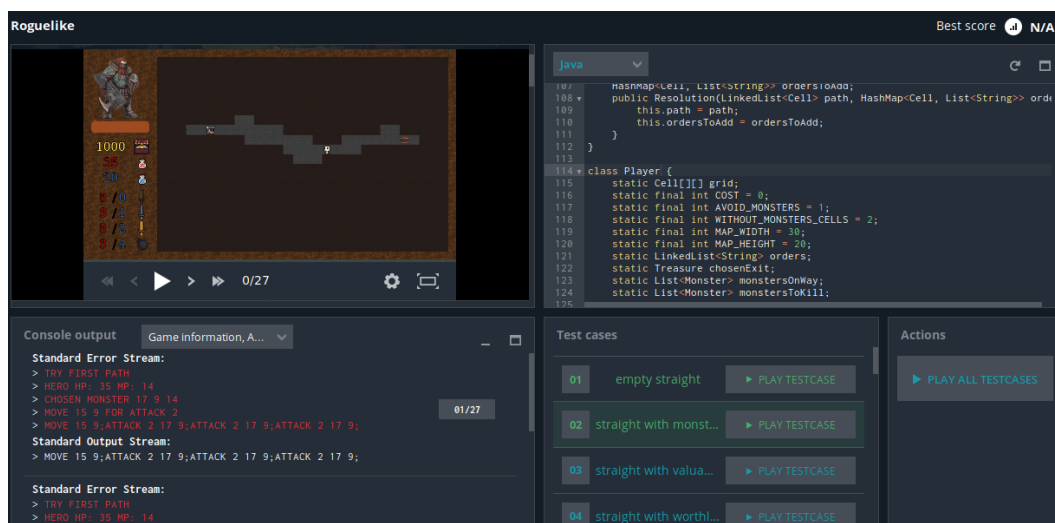 Roguelike
Best score N/A
1000
0/27
Java
107 HashMap<Cell, List<String>> ordersToAdd;
108 public Resolution(LinkedList<Cell> path, HashMap<Cell, List<String>> orde
109 this.path = path;
110 this.ordersToAdd = ordersToAdd;
111 }
112 }
113
114 class Player {
115 static Cell[][] grid;
116 static final int COST = 0;
117 static final int AVOID_MONSTERS = 1;
118 static final int WITHOUT_MONSTERS_CELLS = 2;
119 static final int MAP_WIDTH = 30;
120 static final int MAP_HEIGHT = 20;
121 static LinkedList<String> orders;
122 static Treasure chosenExit;
123 static List<Monster> monstersOnWay;
124 static List<Monster> monstersToKill;
125
Console output
Game information, A...
Standard Error Stream:
> TRY FIRST PATH
> HERO HP: 35 MP: 14
> CHOSEN MONSTER 17 9 14
> MOVE 15 9 FOR ATTACK 2
> MOVE 15 9;ATTACK 2 17 9;ATTACK 2 17 9;ATTACK 2 17 9;
01/27
Standard Output Stream:
> MOVE 15 9;ATTACK 2 17 9;ATTACK 2 17 9;ATTACK 2 17 9;
Standard Error Stream:
> TRY FIRST PATH
> HERO HP: 35 MP: 14
Test cases
01 empty straight PLAY TESTCASE
02 straight with monst... PLAY TESTCASE
03 straight with valua... PLAY TESTCASE
04 straight with worthl... PLAY TESTCASE
Actions
PLAY ALL TESTCASES